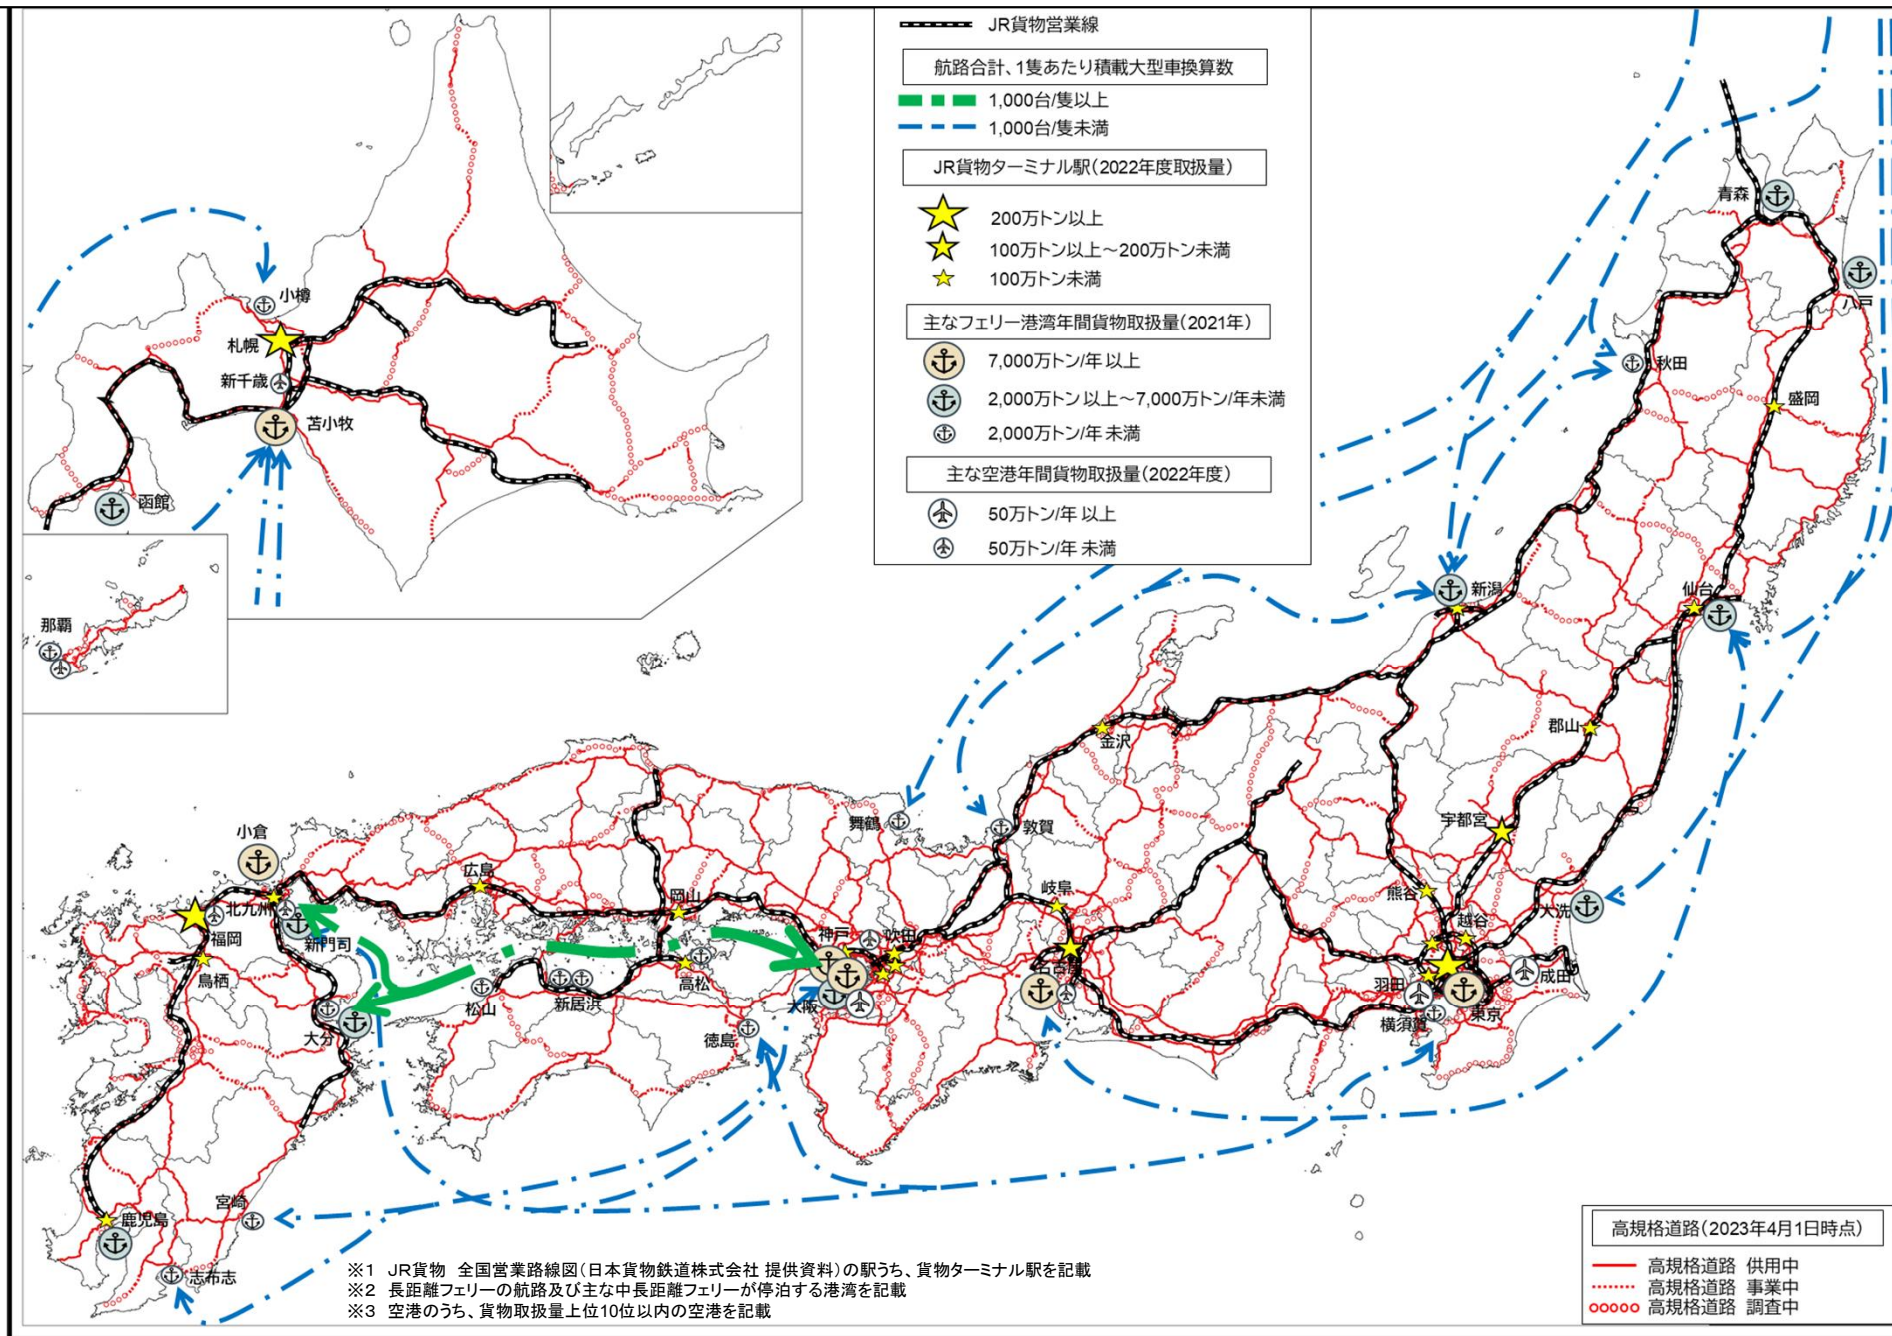 JR貨物営業線
航路合計、1隻あたり積載大型車換算数
1,000台/隻以上
1,000台/隻未満
JR貨物ターミナル駅(2022年度取扱量)
200万トン以上
100万トン以上～200万トン未満
100万トン未満
主なフェリー港湾年間貨物取扱量(2021年)
7,000万トン/年 以上
2,000万トン 以上～7,000万トン/年未満
2,000万トン/年 未満
主な空港年間貨物取扱量(2022年度)
50万トン/年 以上
50万トン/年 未満
小樽
札幌
新千歳
苫小牧
函館
那覇
青森
八戸
秋田
盛岡
新潟
仙台
郡山
金沢
宇都宮
舞鶴
敦賀
小倉
広島
岡山
岐阜
熊谷
越谷
大洗
北九州
福岡
新門司
鳥栖
神戸
吹田
名古屋
羽田
成田
高松
松山
新居浜
大阪
横須賀
東京
大分
徳島
宮崎
鹿児島
志布志
※1 JR貨物 全国営業路線図(日本貨物鉄道株式会社 提供資料)の駅うち、貨物ターミナル駅を記載
※2 長距離フェリーの航路及び主な中長距離フェリーが停泊する港湾を記載
※3 空港のうち、貨物取扱量上位10位以内の空港を記載
高規格道路(2023年4月1日時点)
高規格道路 供用中
高規格道路 事業中
高規格道路 調査中